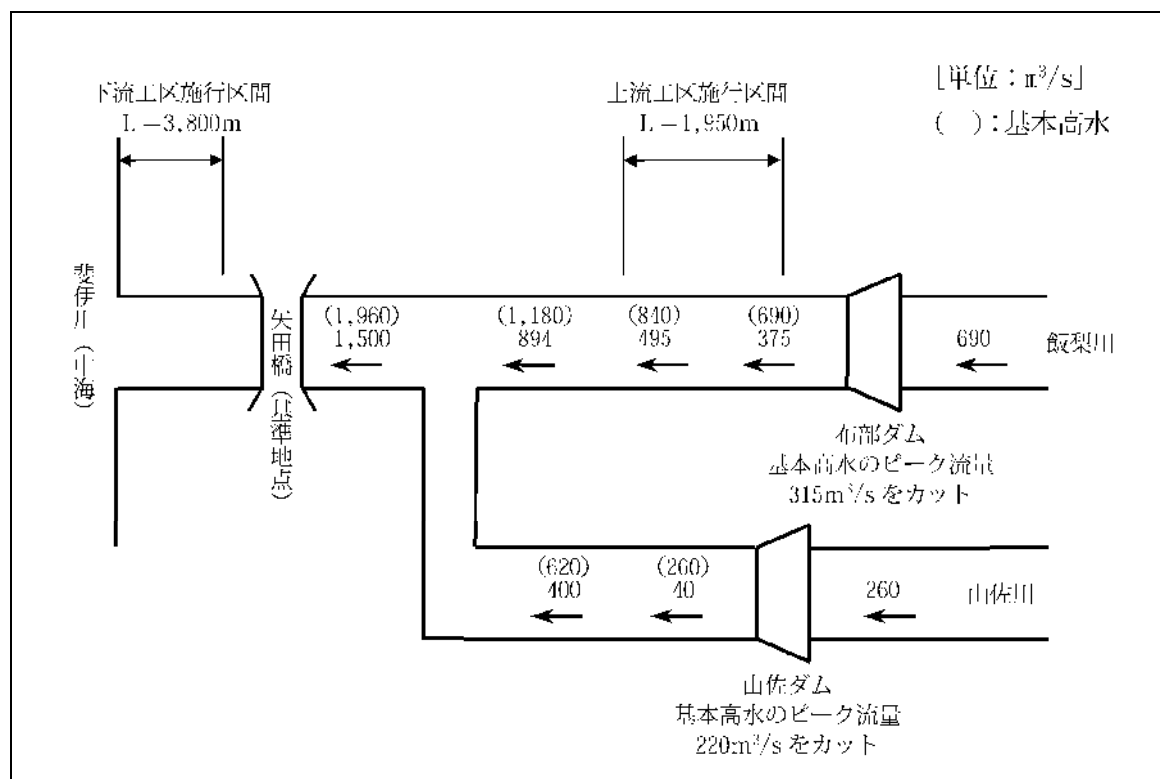 下流工区施行区間
L=3,800m
上流工区施行区間
L=1,950m
[単位：m³/s]
(　)：基本高水
斐伊川（中海）
矢田橋（基準地点）
(1,960)
1,500
(1,180)
894
(840)
495
(690)
375
690
飯梨川
布部ダム
基本高水のピーク流量
315m³/sをカット
(620)
400
(260)
40
260
山佐川
山佐ダム
基本高水のピーク流量
220m³/sをカット